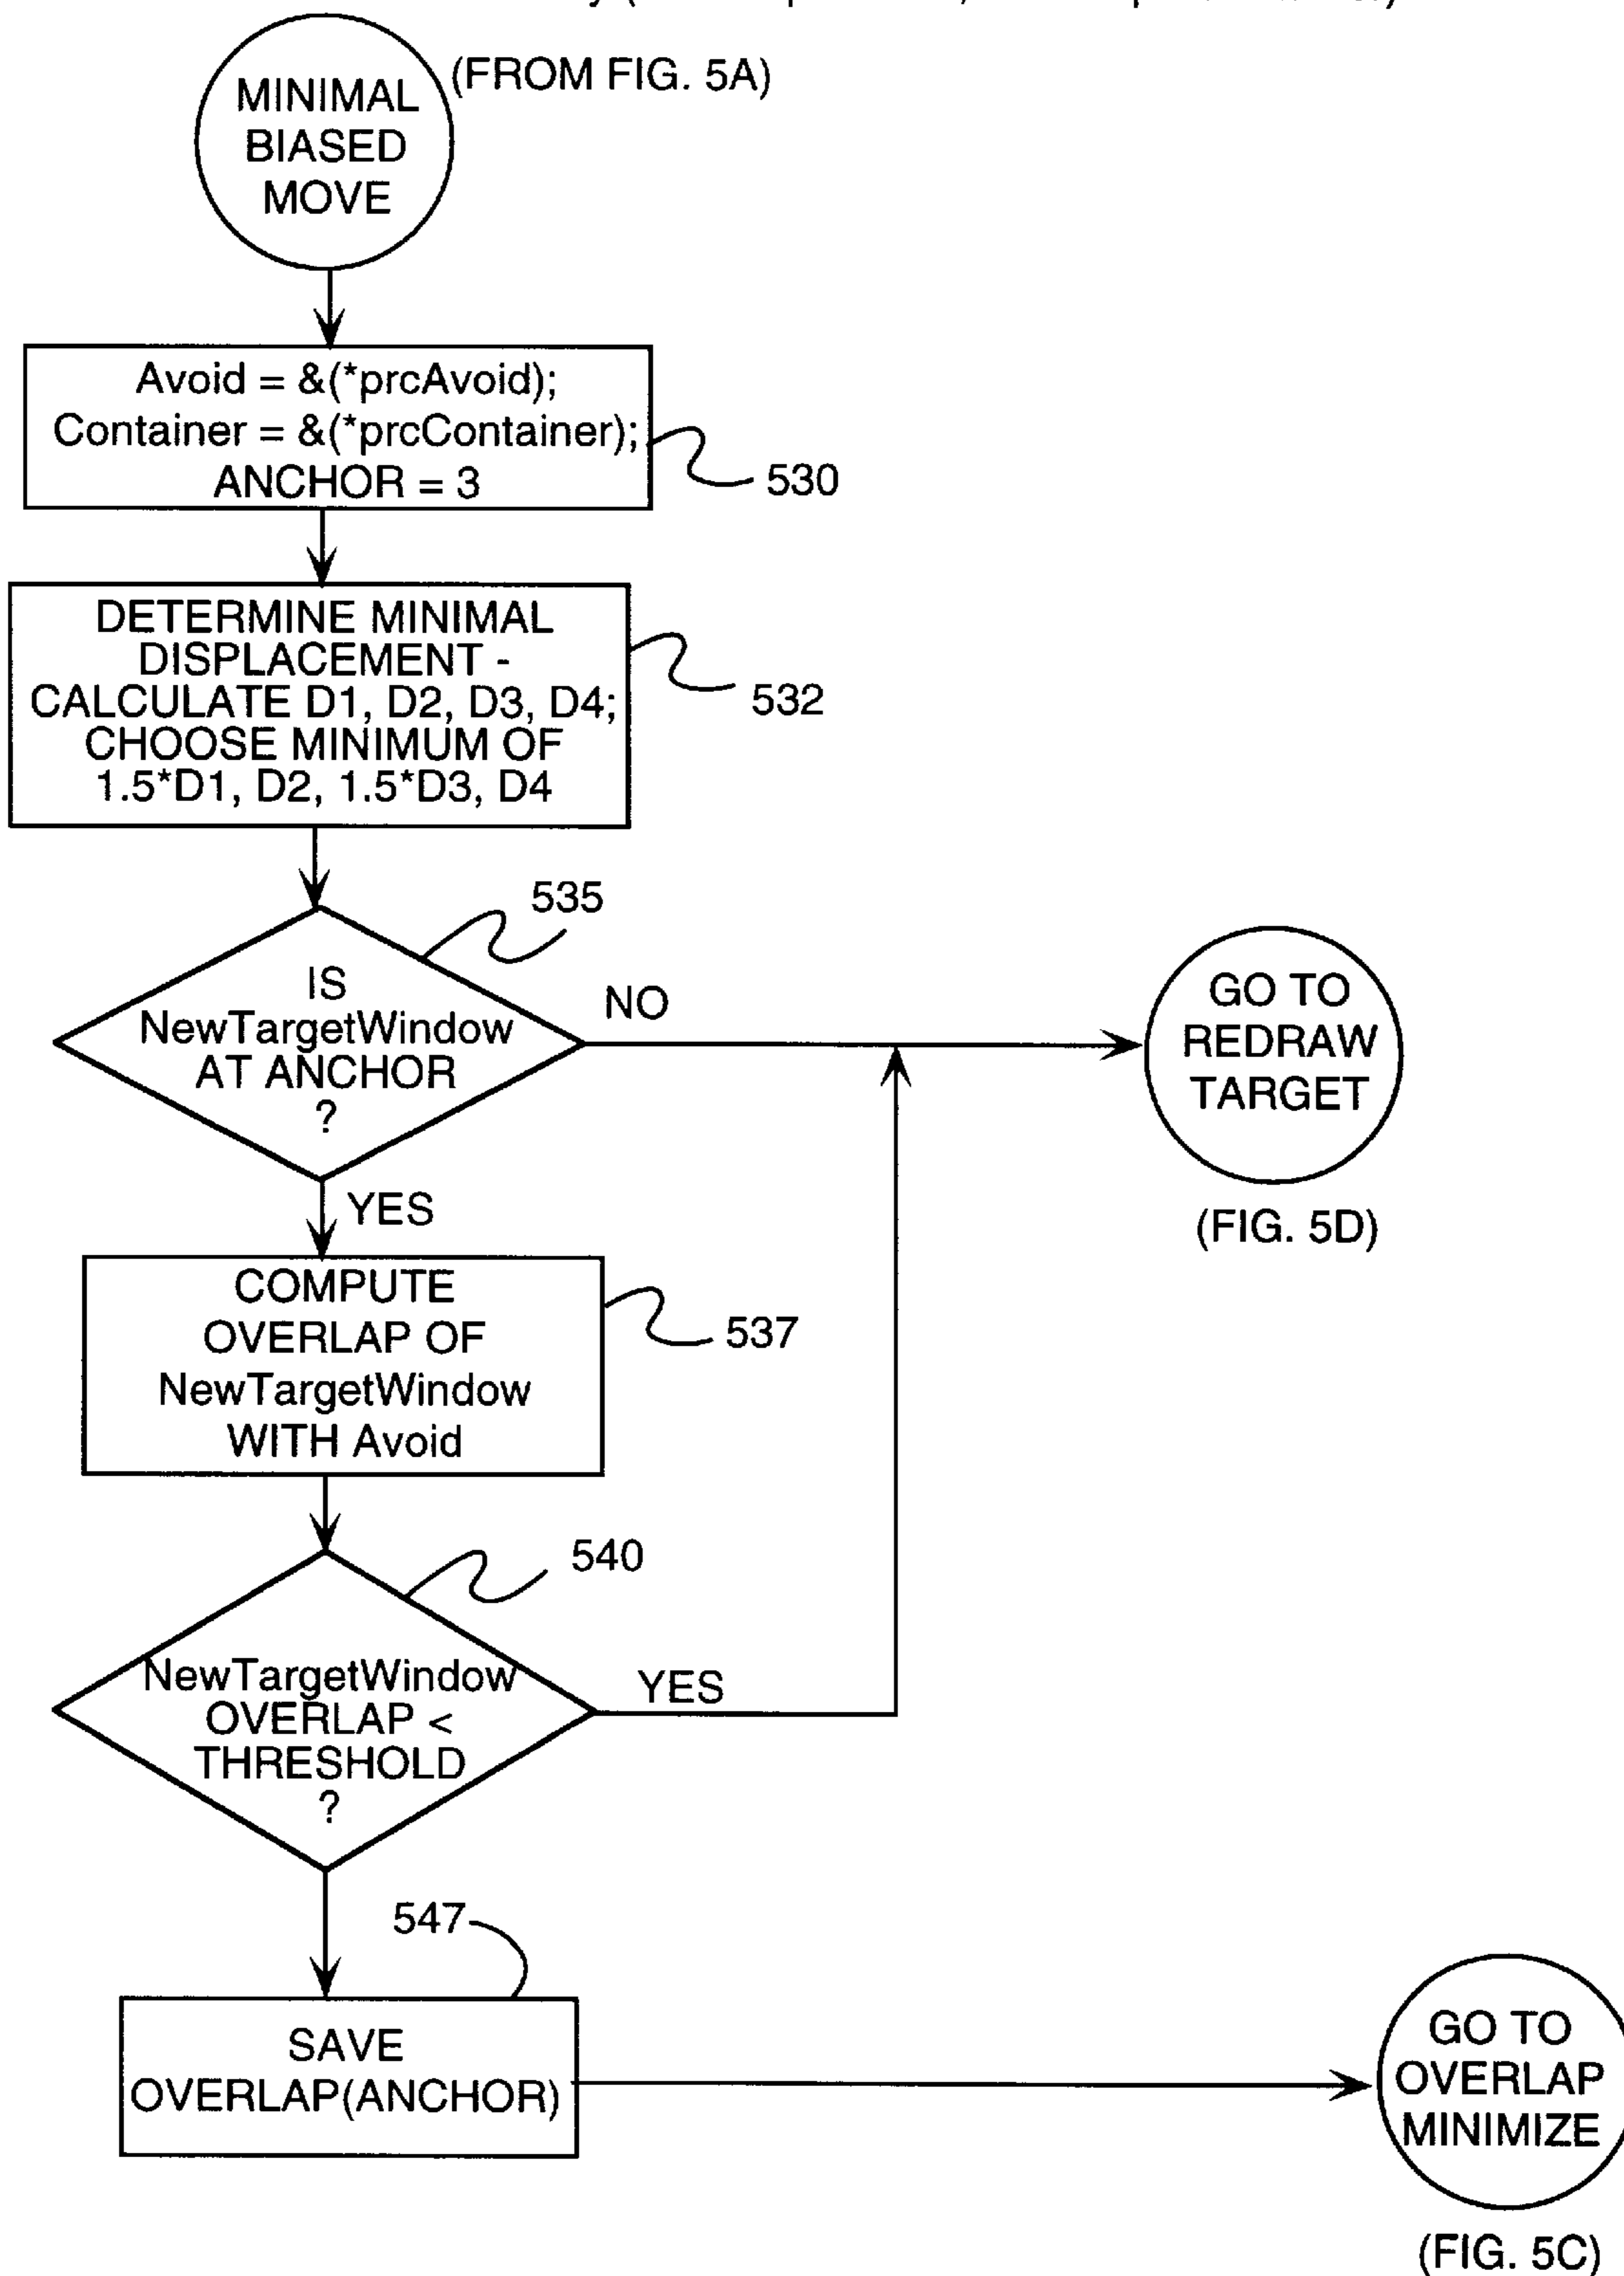 (FROM FIG. 5A)
MINIMAL
BIASED
MOVE
Avoid = &(*prcAvoid);
Container = &(*prcContainer);
ANCHOR = 3
530
DETERMINE MINIMAL
DISPLACEMENT -
CALCULATE D1, D2, D3, D4;
CHOOSE MINIMUM OF
1.5*D1, D2, 1.5*D3, D4
532
535
IS
NewTargetWindow
AT ANCHOR
?
NO
GO TO
REDRAW
TARGET
(FIG. 5D)
YES
COMPUTE
OVERLAP OF
NewTargetWindow
WITH Avoid
537
540
NewTargetWindow
OVERLAP <
THRESHOLD
?
YES
547
SAVE
OVERLAP(ANCHOR)
GO TO
OVERLAP
MINIMIZE
(FIG. 5C)